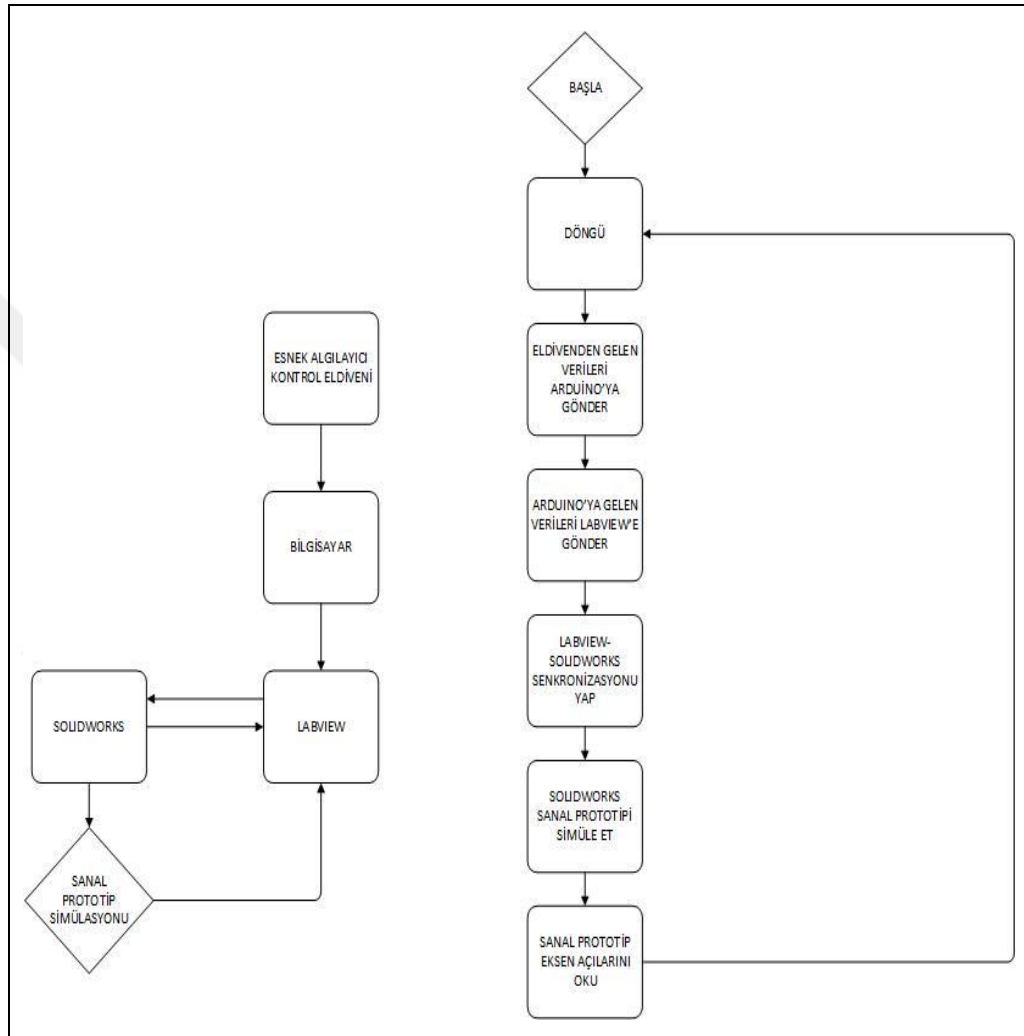 BAŞLA
DÖNGÜ
ELDİVENDEN GELEN
VERİLERİ
ARDUİNO'YA
GÖNDER
ARDUINO'YA GELEN
VERİLERİ LABVIEW'E
GÖNDER
LABVIEW-
SOLIDWORKS
SENKRONİZASYONU
YAP
SOLIDWORKS
SANAL PROTOTİPİ
SİMÜLE ET
SANAL PROTOTİP
EKSEN AÇILARINI
OKU
ESNEK ALGILAYICI
KONTROL ELDİVENİ
BİLGİSAYAR
LABVIEW
SOLIDWORKS
SANAL
PROTOTİP
SİMÜLASYONU